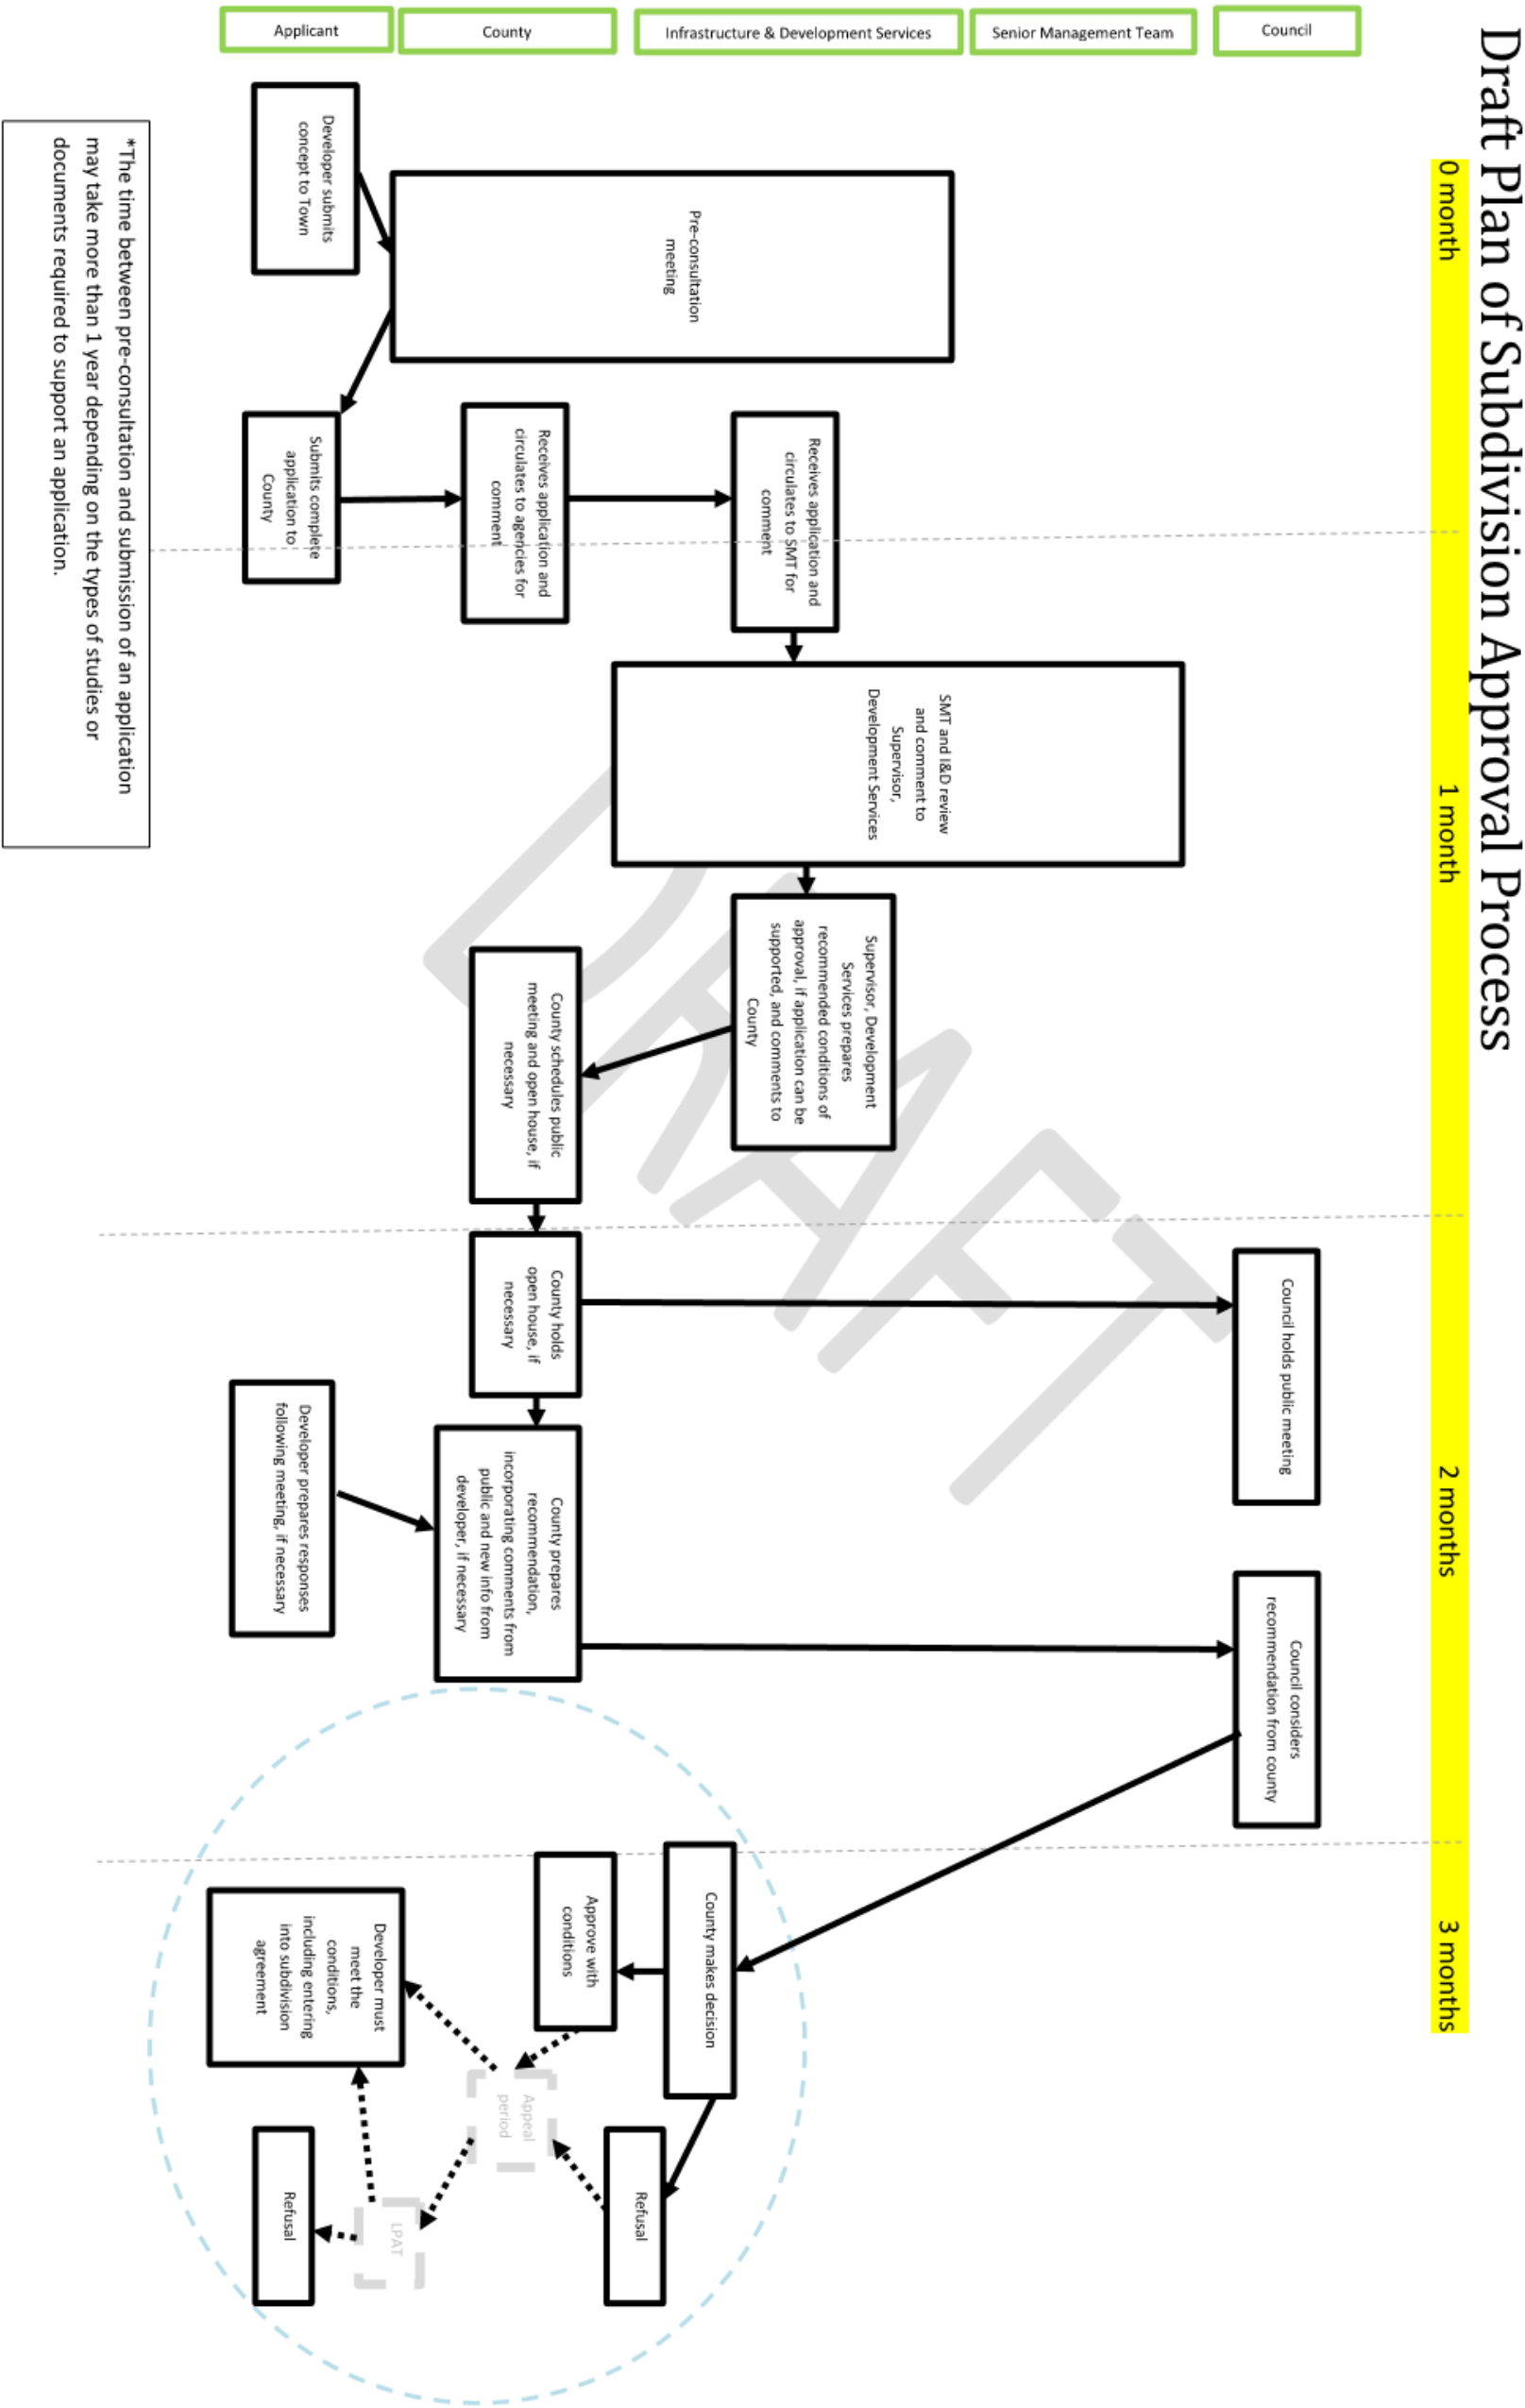 Draft Plan of Subdivision Approval Process
0 month
1 month
2 months
3 months
Council
Senior Management Team
Infrastructure & Development Services
County
Applicant
Developer submits
concept to Town
Pre-consultation
meeting
Submits complete
application to
County
Receives application and
circulates to agencies for
comment
Receives application and
circulates to SMT for
comment
SMT and I&D review
and comment to
Supervisor,
Development Services
Supervisor, Development
Services prepares
recommended conditions of
approval, if application can be
supported, and comments to
County
County schedules public
meeting and open house, if
necessary
County holds
open house, if
necessary
Council holds public meeting
Developer prepares responses
following meeting, if necessary
County prepares
recommendation,
incorporating comments from
public and new info from
developer, if necessary
Council considers
recommendation from county
County makes decision
Approve with
conditions
Refusal
Appeal
period
Developer must
meet the
conditions,
including entering
into subdivision
agreement
LPAT
Refusal
*The time between pre-consultation and submission of an application
may take more than 1 year depending on the types of studies or
documents required to support an application.
DRAFT